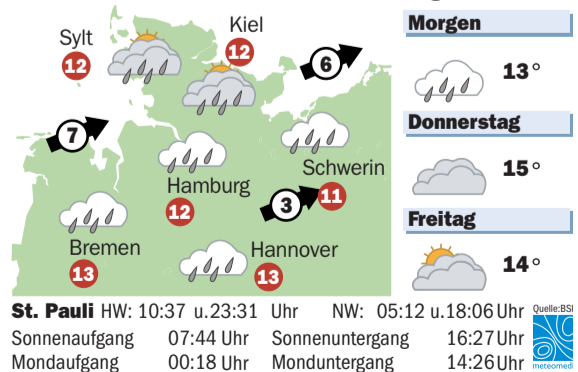 Sylt
12
Kiel
12
6
7
Hamburg
12
Schwerin
11
3
Bremen
13
Hannover
13
Morgen
13°
Donnerstag
15°
Freitag
14°
St. Pauli HW: 10:37 u.23:31 Uhr NW: 05:12 u.18:06 Uhr
Sonnenaufgang 07:44 Uhr Sonnenuntergang 16:27 Uhr
Mondaufgang 00:18 Uhr Monduntergang 14:26 Uhr
Quelle:BSH
meteomedia